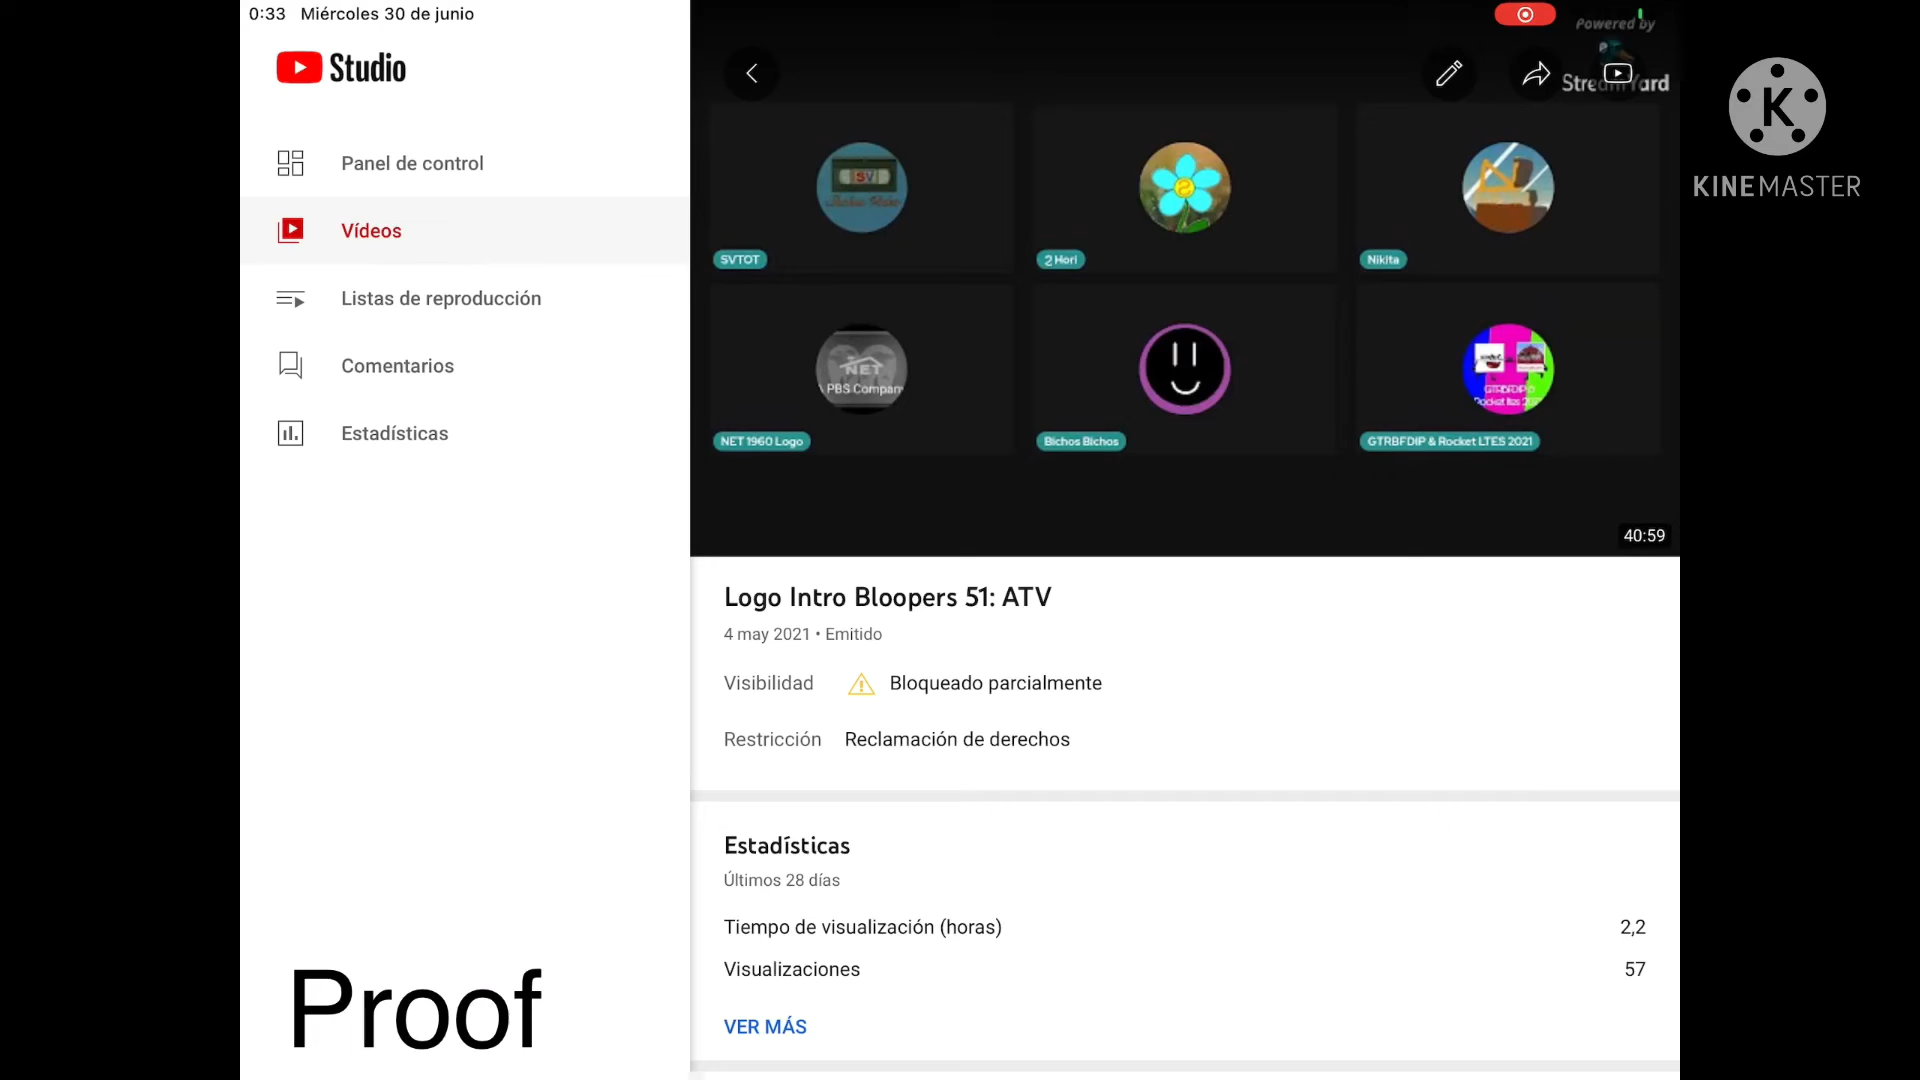 0:33 Miércoles 30 de junio
Studio
Panel de control
Vídeos
Listas de reproducción
Comentarios
Estadísticas
Proof
Powered by
StreamYard
KINEMASTER
SVTOT
2 Hori
Nikita
SV
NET
PBS Company
NET 1960 Logo
Bichos Bichos
GTRBFDIP & Rocket LTES 2021
40:59
Logo Intro Bloopers 51: ATV
4 may 2021 • Emitido
Visibilidad Bloqueado parcialmente
Restricción Reclamación de derechos
Estadísticas
Últimos 28 días
Tiempo de visualización (horas) 2,2
Visualizaciones 57
VER MÁS